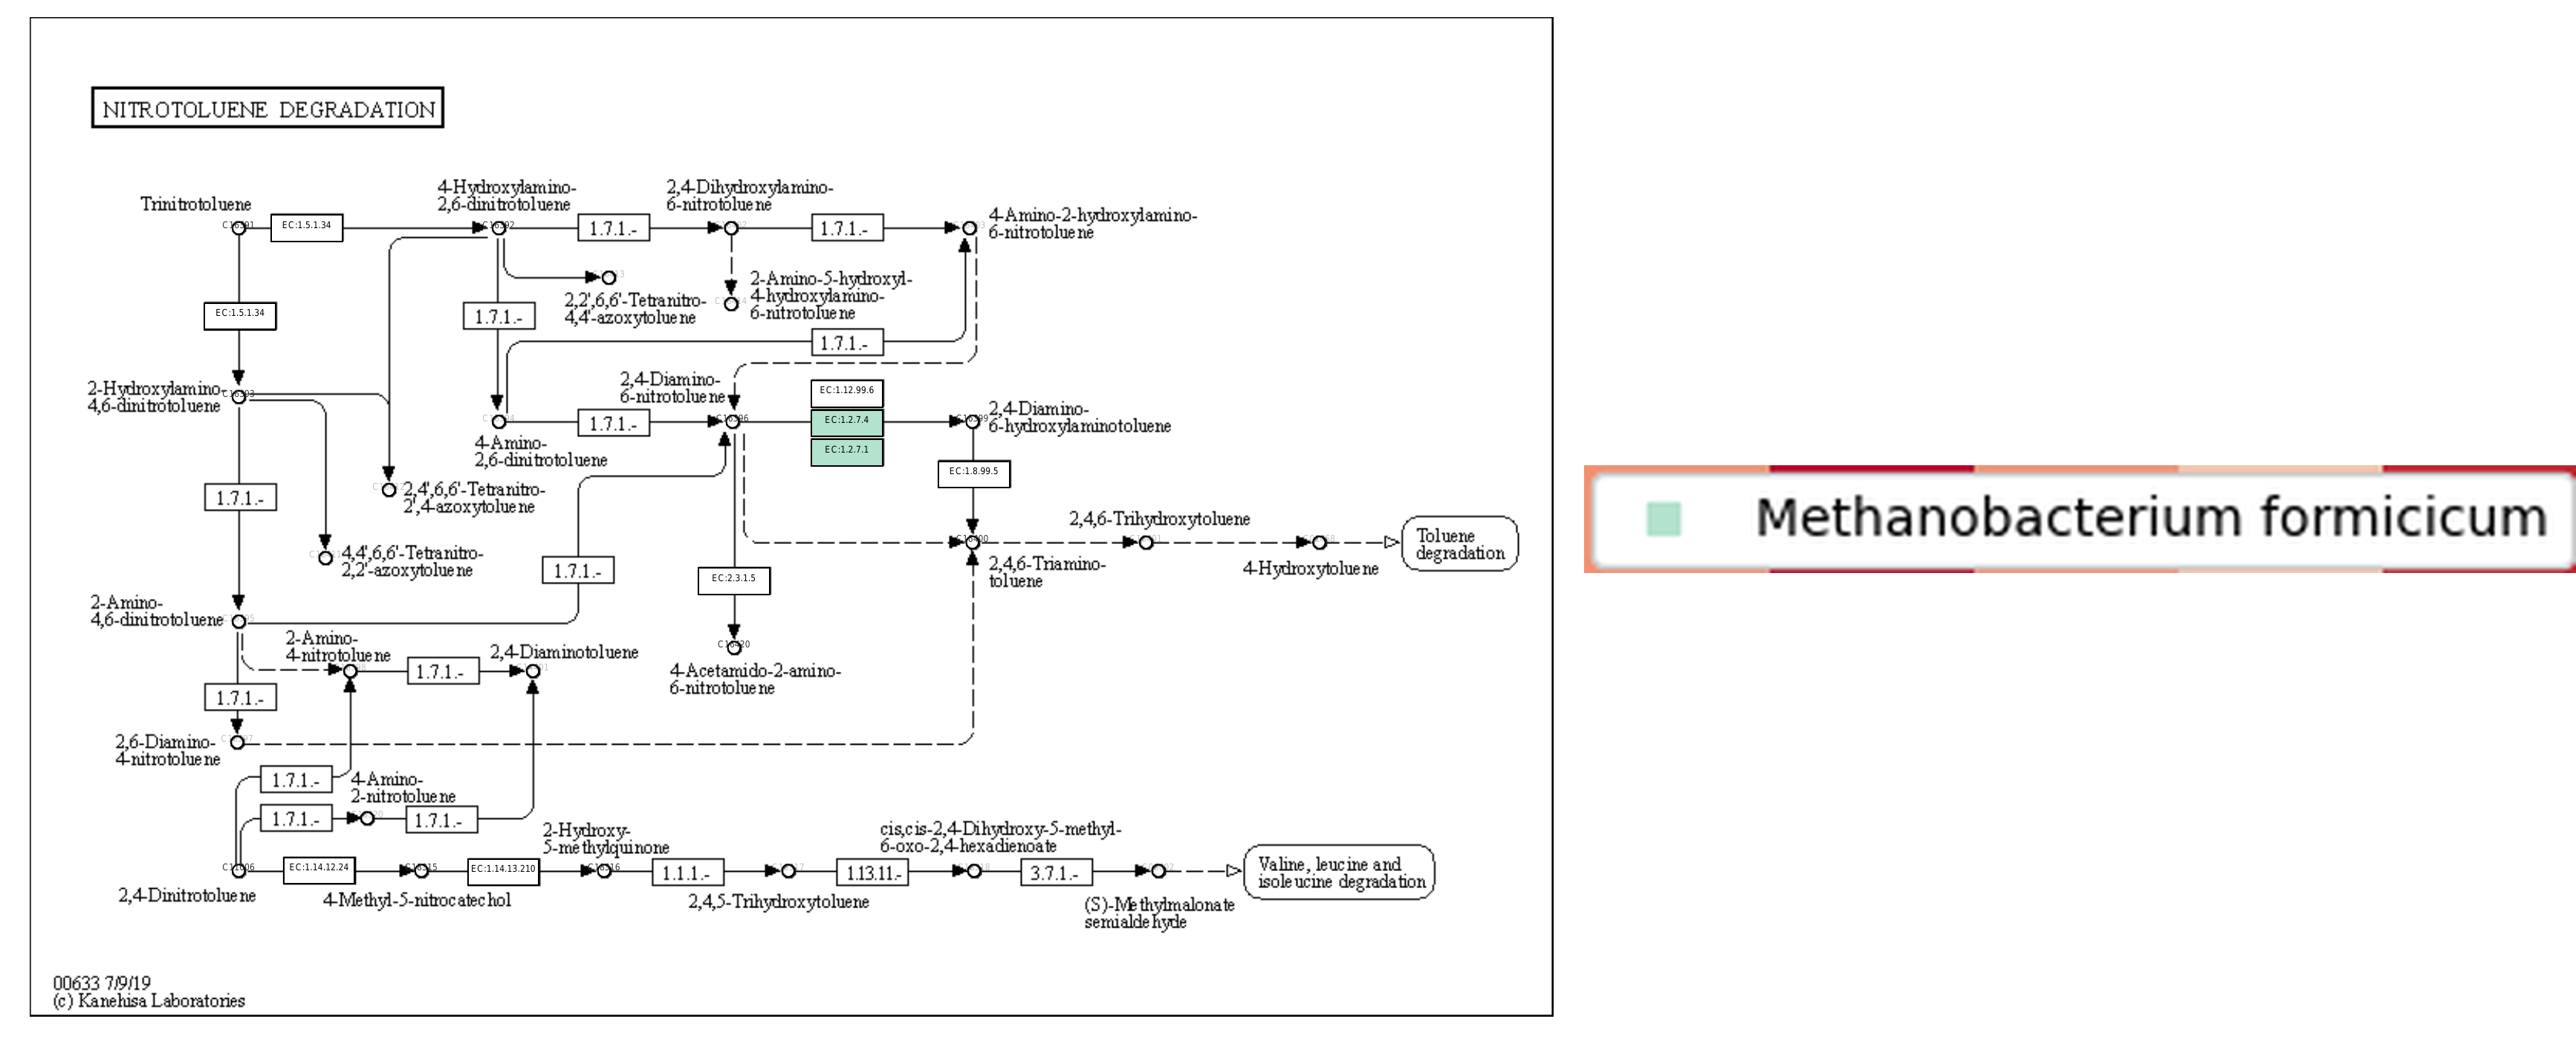 NITROTOLUENE DEGRADATION
Trinitrotoluene
EC:1.5.1.34
4-Hydroxylamino-
2,6-dinitrotoluene
1.7.1.-
2,4-Dihydroxylamino-
6-nitrotoluene
1.7.1.-
4-Amino-2-hydroxylamino-
6-nitrotoluene
2,2',6,6'-Tetranitro-
4,4'-azoxytoluene
2-Amino-5-hydroxyl-
4-hydroxylamino-
6-nitrotoluene
EC:1.5.1.34
1.7.1.-
1.7.1.-
2-Hydroxylamino-
4,6-dinitrotoluene
2,4-Diamino-
6-nitrotoluene
EC:1.12.99.6
EC:1.2.7.4
EC:1.2.7.1
1.7.1.-
C16396
2,4-Diamino-
6-hydroxylaminotoluene
4-Amino-
2,6-dinitrotoluene
EC:1.8.99.5
1.7.1.-
2,4',6,6'-Tetranitro-
2',4-azoxytoluene
4,4',6,6'-Tetranitro-
2,2'-azoxytoluene
1.7.1.-
EC:2.3.1.5
2,4,6-Trihydroxytoluene
2,4,6-Triamino-
toluene
4-Hydroxytoluene
Toluene
degradation
Methanobacterium formicicum
2-Amino-
4,6-dinitrotoluene
2-Amino-
4-nitrotoluene
1.7.1.-
2,4-Diaminotoluene
4-Acetamido-2-amino-
6-nitrotoluene
1.7.1.-
2,6-Diamino-
4-nitrotoluene
1.7.1.-
4-Amino-
2-nitrotoluene
1.7.1.-
1.7.1.-
2-Hydroxy-
5-methylquinone
cis,cis-2,4-Dihydroxy-5-methyl-
6-oxo-2,4-hexadienoate
EC:1.14.12.24
EC:1.14.13.210
1.1.1.-
1.13.11.-
3.7.1.-
Valine, leucine and
isoleucine degradation
2,4-Dinitrotoluene
4-Methyl-5-nitrocatechol
2,4,5-Trihydroxytoluene
(S)-Methylmalonate
semialdehyde
00633 7/9/19
(c) Kanehisa Laboratories